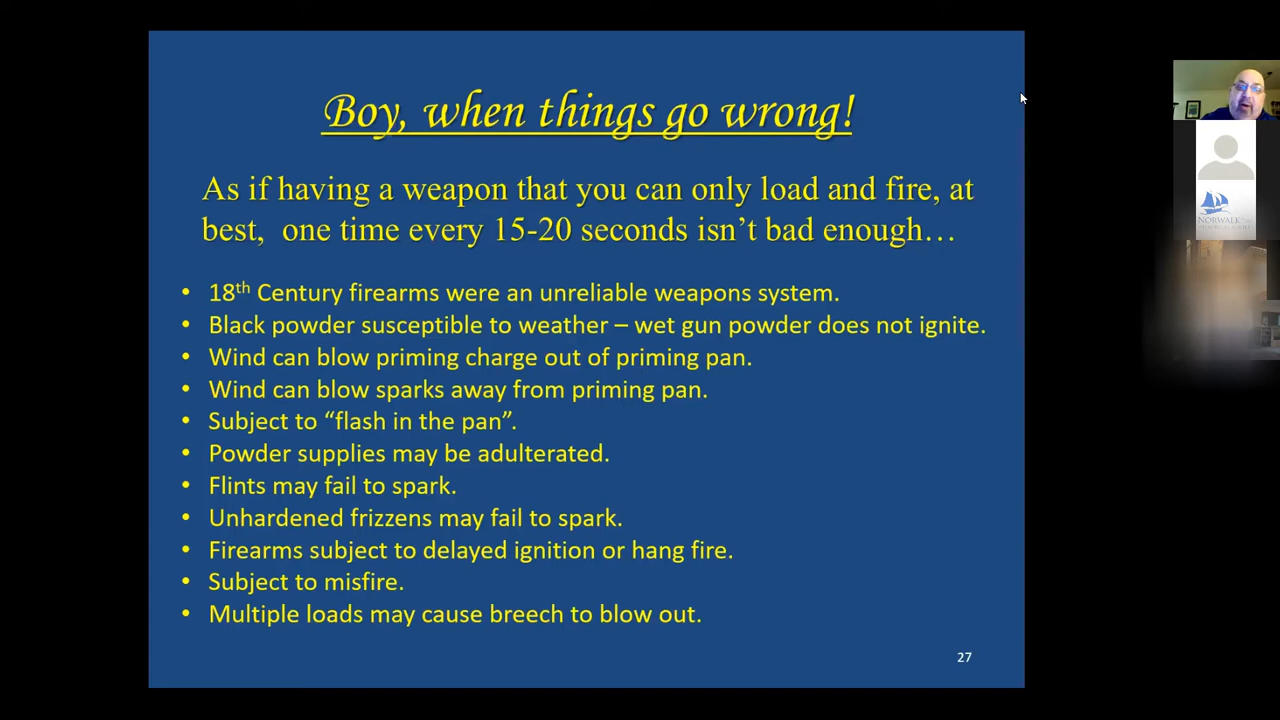 Boy, when things go wrong!
As if having a weapon that you can only load and fire, at
best, one time every 15-20 seconds isn’t bad enough…
• 18th Century firearms were an unreliable weapons system.
• Black powder susceptible to weather – wet gun powder does not ignite.
• Wind can blow priming charge out of priming pan.
• Wind can blow sparks away from priming pan.
• Subject to “flash in the pan”.
• Powder supplies may be adulterated.
• Flints may fail to spark.
• Unhardened frizzens may fail to spark.
• Firearms subject to delayed ignition or hang fire.
• Subject to misfire.
• Multiple loads may cause breech to blow out.
27
NORWALK